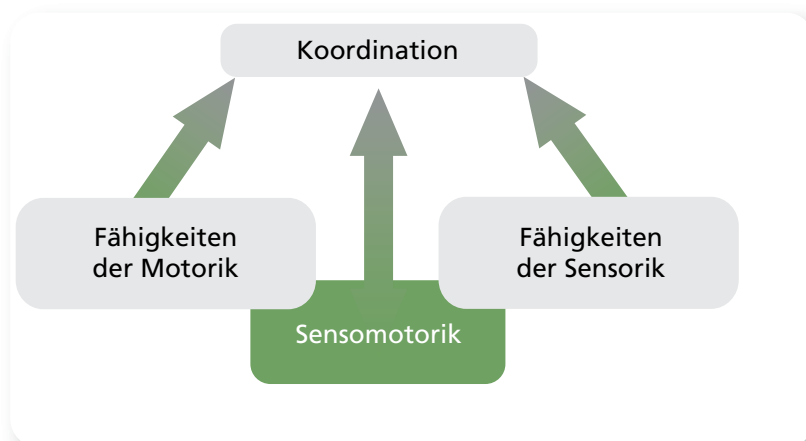 Koordination
Fähigkeiten
der Motorik
Fähigkeiten
der Sensorik
Sensomotorik